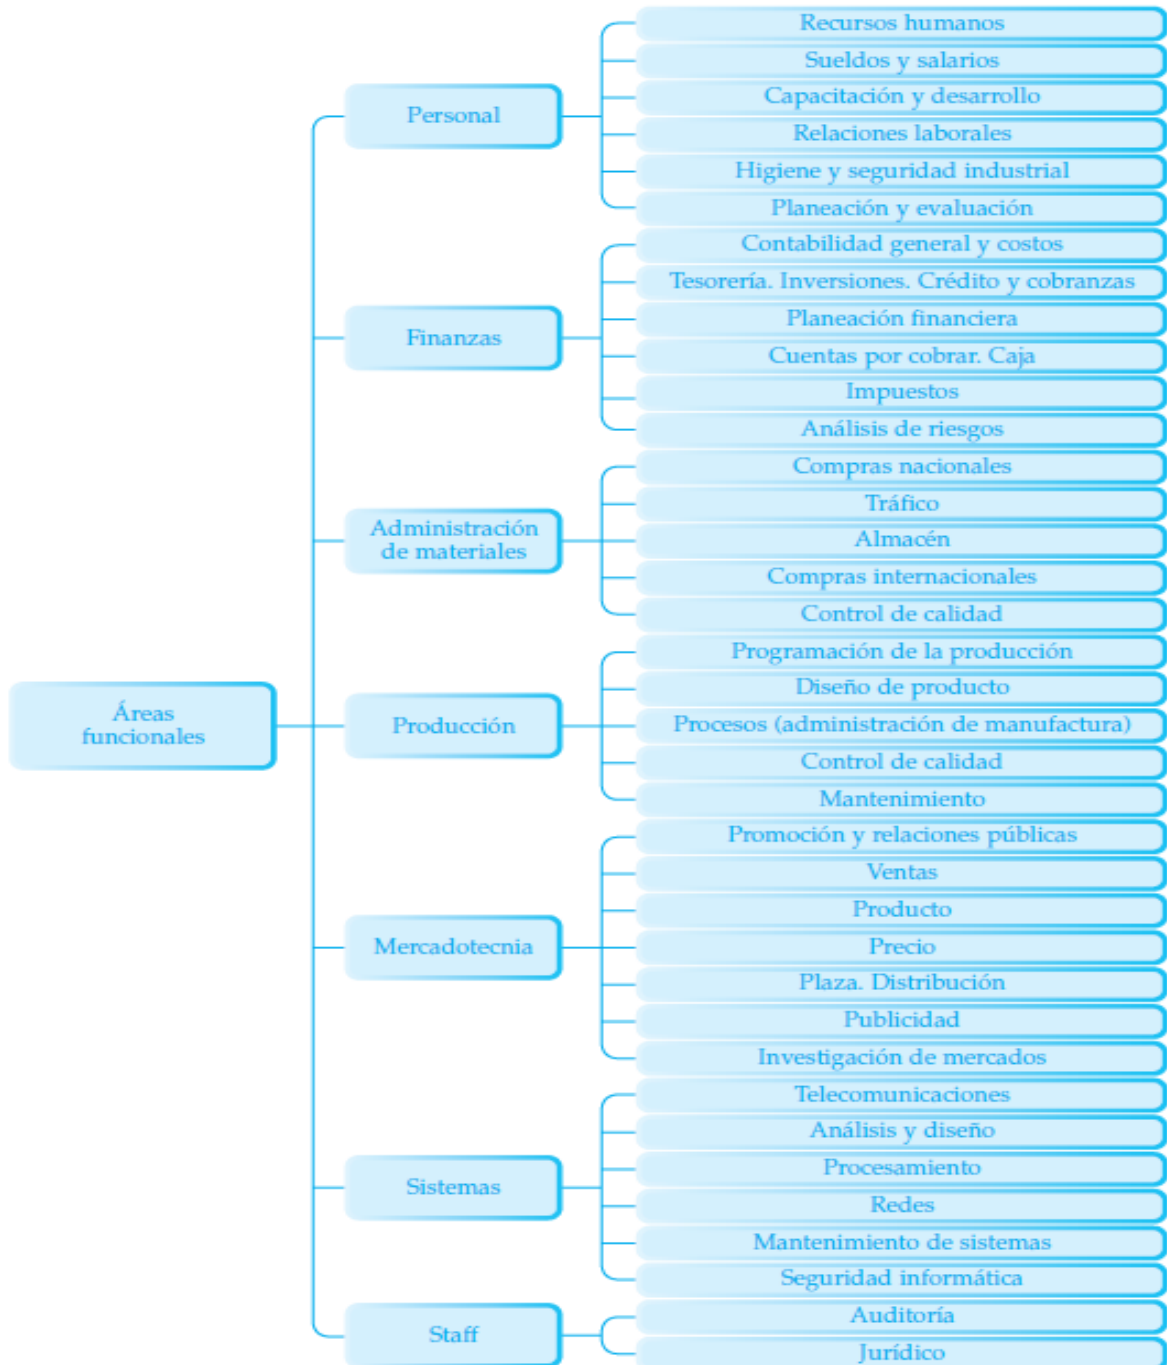 Áreas
funcionales
Personal
Recursos humanos
Sueldos y salarios
Capacitación y desarrollo
Relaciones laborales
Higiene y seguridad industrial
Planeación y evaluación
Finanzas
Contabilidad general y costos
Tesorería. Inversiones. Crédito y cobranzas
Planeación financiera
Cuentas por cobrar. Caja
Impuestos
Análisis de riesgos
Administración
de materiales
Compras nacionales
Tráfico
Almacén
Compras internacionales
Control de calidad
Producción
Programación de la producción
Diseño de producto
Procesos (administración de manufactura)
Control de calidad
Mantenimiento
Mercadotecnia
Promoción y relaciones públicas
Ventas
Producto
Precio
Plaza. Distribución
Publicidad
Investigación de mercados
Sistemas
Telecomunicaciones
Análisis y diseño
Procesamiento
Redes
Mantenimiento de sistemas
Seguridad informática
Staff
Auditoría
Jurídico